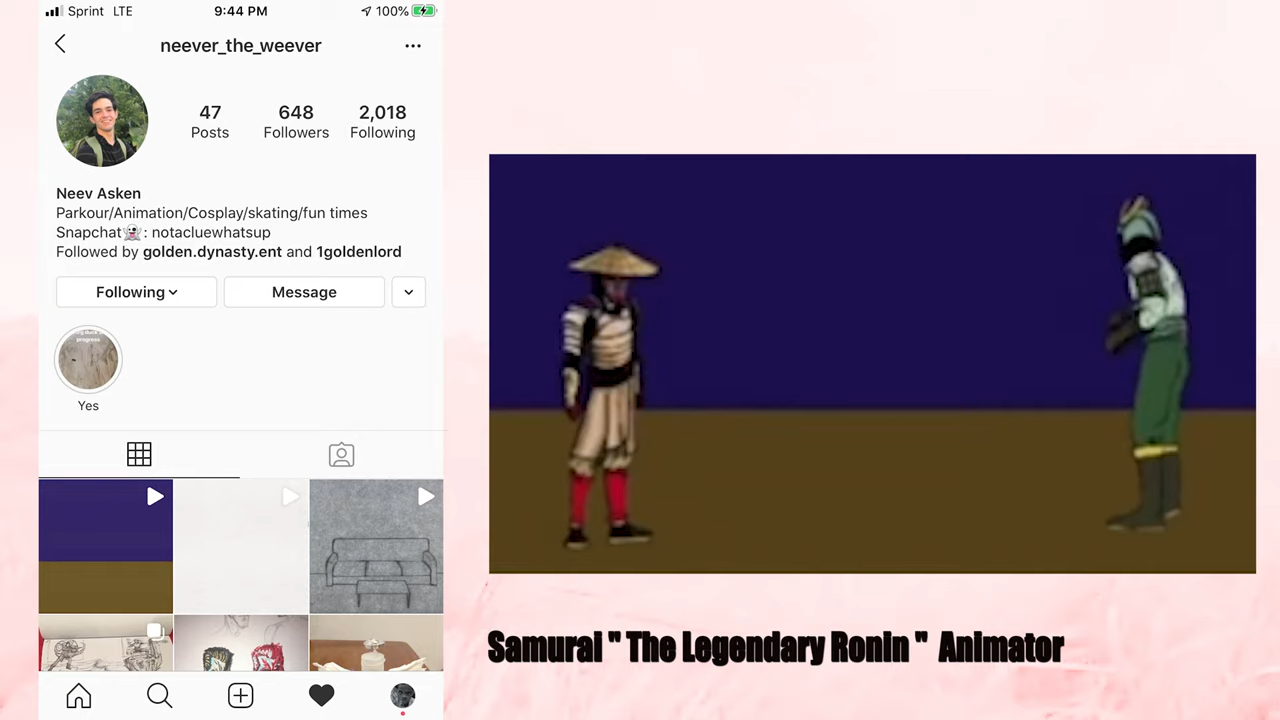 Sprint LTE 9:44 PM 100%
neever_the_weever
47 648 2,018
Posts Followers Following
Neev Asken
Parkour/Animation/Cosplay/skating/fun times
Snapchat👻: notacluewhatsup
Followed by golden.dynasty.ent and 1goldenlord
Following Message
progress
Yes
Samurai " The Legendary Ronin " Animator